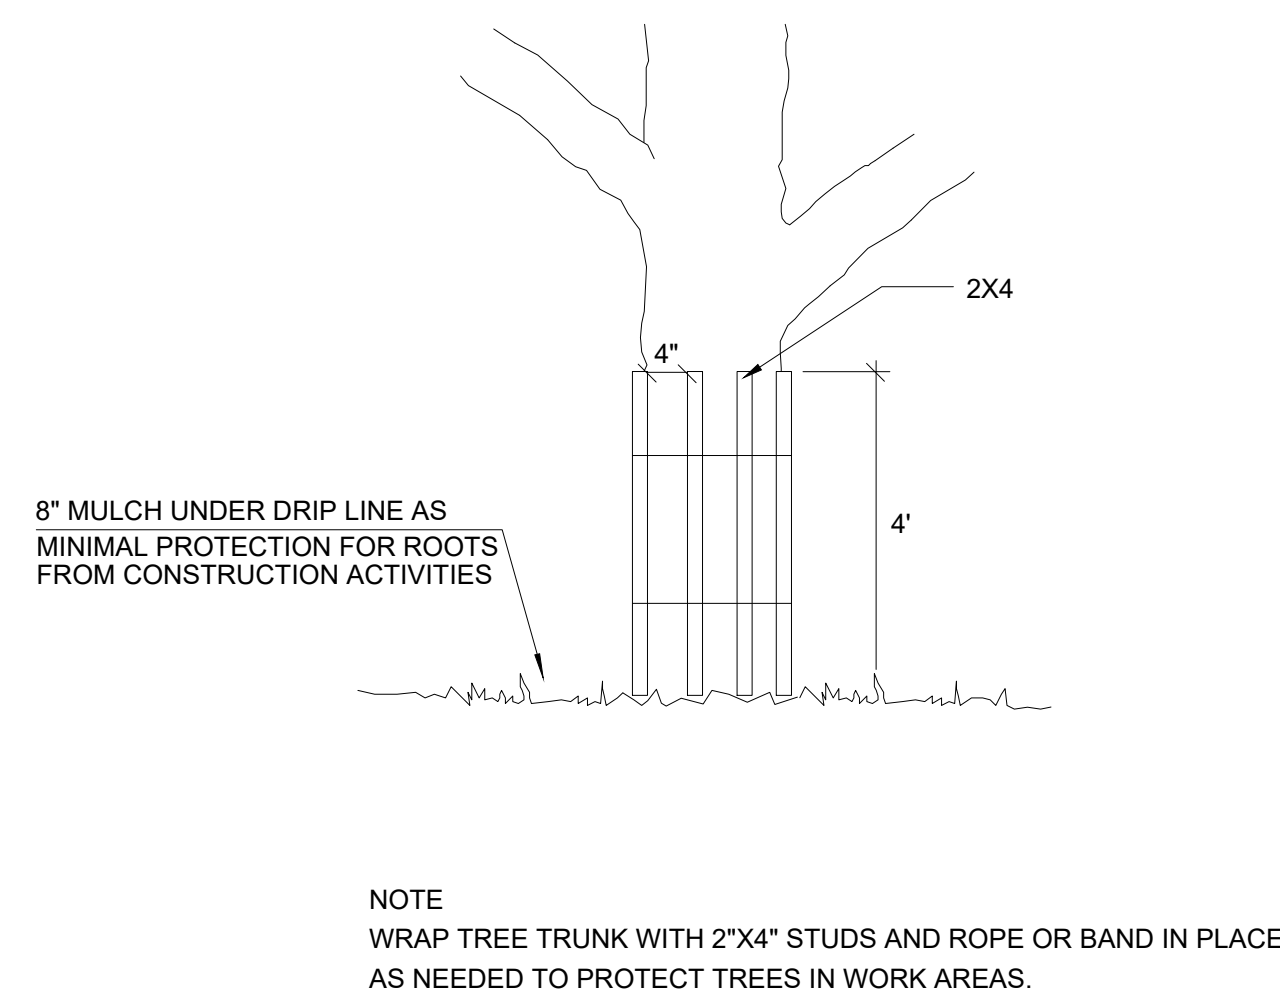 2X4
4"
8" MULCH UNDER DRIP LINE AS
MINIMAL PROTECTION FOR ROOTS
FROM CONSTRUCTION ACTIVITIES
4'
NOTE
WRAP TREE TRUNK WITH 2"X4" STUDS AND ROPE OR BAND IN PLACE
AS NEEDED TO PROTECT TREES IN WORK AREAS.